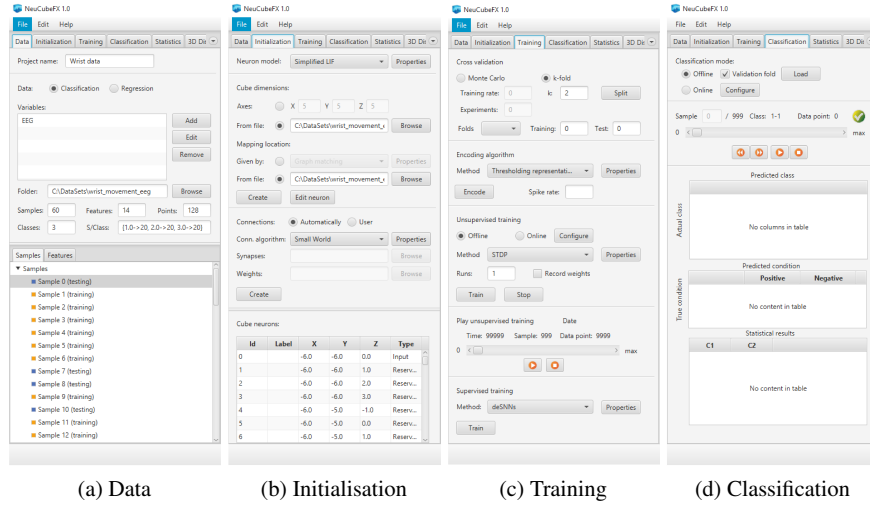 NeuCubeFX 1.0
File Edit Help
Data Initialization Training Classification Statistics 3D Dis
Project name: Wrist data
Data: Classification Regression
Variables:
EEG
Add
Edit
Remove
Folder: C:\DataSets\wrist_movement_eeg Browse
Samples: 60 Features: 14 Points: 128
Classes: 3 S/Class: {1.0->20, 2.0->20, 3.0->20}
Samples Features
Samples
Sample 0 (testing)
Sample 1 (training)
Sample 2 (training)
Sample 3 (training)
Sample 4 (training)
Sample 5 (training)
Sample 6 (training)
Sample 7 (testing)
Sample 8 (testing)
Sample 9 (training)
Sample 10 (testing)
Sample 11 (training)
Sample 12 (training)
(a) Data
NeuCubeFX 1.0
File Edit Help
Data Initialization Training Classification Statistics 3D Dis
Neuron model: Simplified LIF Properties
Cube dimensions:
Axes: X 5 Y 5 Z 5
From file: C:\DataSets\wrist_movement_e Browse
Mapping location:
Given by: Graph matching Properties
From file: C:\DataSets\wrist_movement_e Browse
Create Edit neuron
Connections: Automatically User
Conn. algorithm: Small World Properties
Synapses: Browse
Weights: Browse
Create
Cube neurons:
Id Label X Y Z Type
0 -6.0 -6.0 0.0 Input
1 -6.0 -6.0 1.0 Reserv...
2 -6.0 -6.0 2.0 Reserv...
3 -6.0 -6.0 3.0 Reserv...
4 -6.0 -5.0 -1.0 Reserv...
5 -6.0 -5.0 0.0 Reserv...
6 -6.0 -5.0 1.0 Reserv...
(b) Initialisation
NeuCubeFX 1.0
File Edit Help
Data Initialization Training Classification Statistics 3D Dis
Cross validation
Monte Carlo k-fold
Training rate: 0 k: 2 Split
Experiments: 0
Folds Training: 0 Test: 0
Encoding algorithm
Method Thresholding representati... Properties
Encode Spike rate:
Unsupervised training
Offline Online Configure
Method STDP Properties
Runs: 1 Record weights
Train Stop
Play unsupervised training Date
Time: 99999 Sample: 999 Data point: 9999
0 max
Supervised training
Method: deSNNs Properties
Train
(c) Training
NeuCubeFX 1.0
File Edit Help
Data Initialization Training Classification Statistics 3D Dis
Classification mode:
Offline Validation fold Load
Online Configure
Sample 0 / 999 Class: 1-1 Data point: 0
0 max
Predicted class
Actual class
No columns in table
Predicted condition
True condition
Positive Negative
No content in table
Statistical results
C1 C2
No content in table
(d) Classification